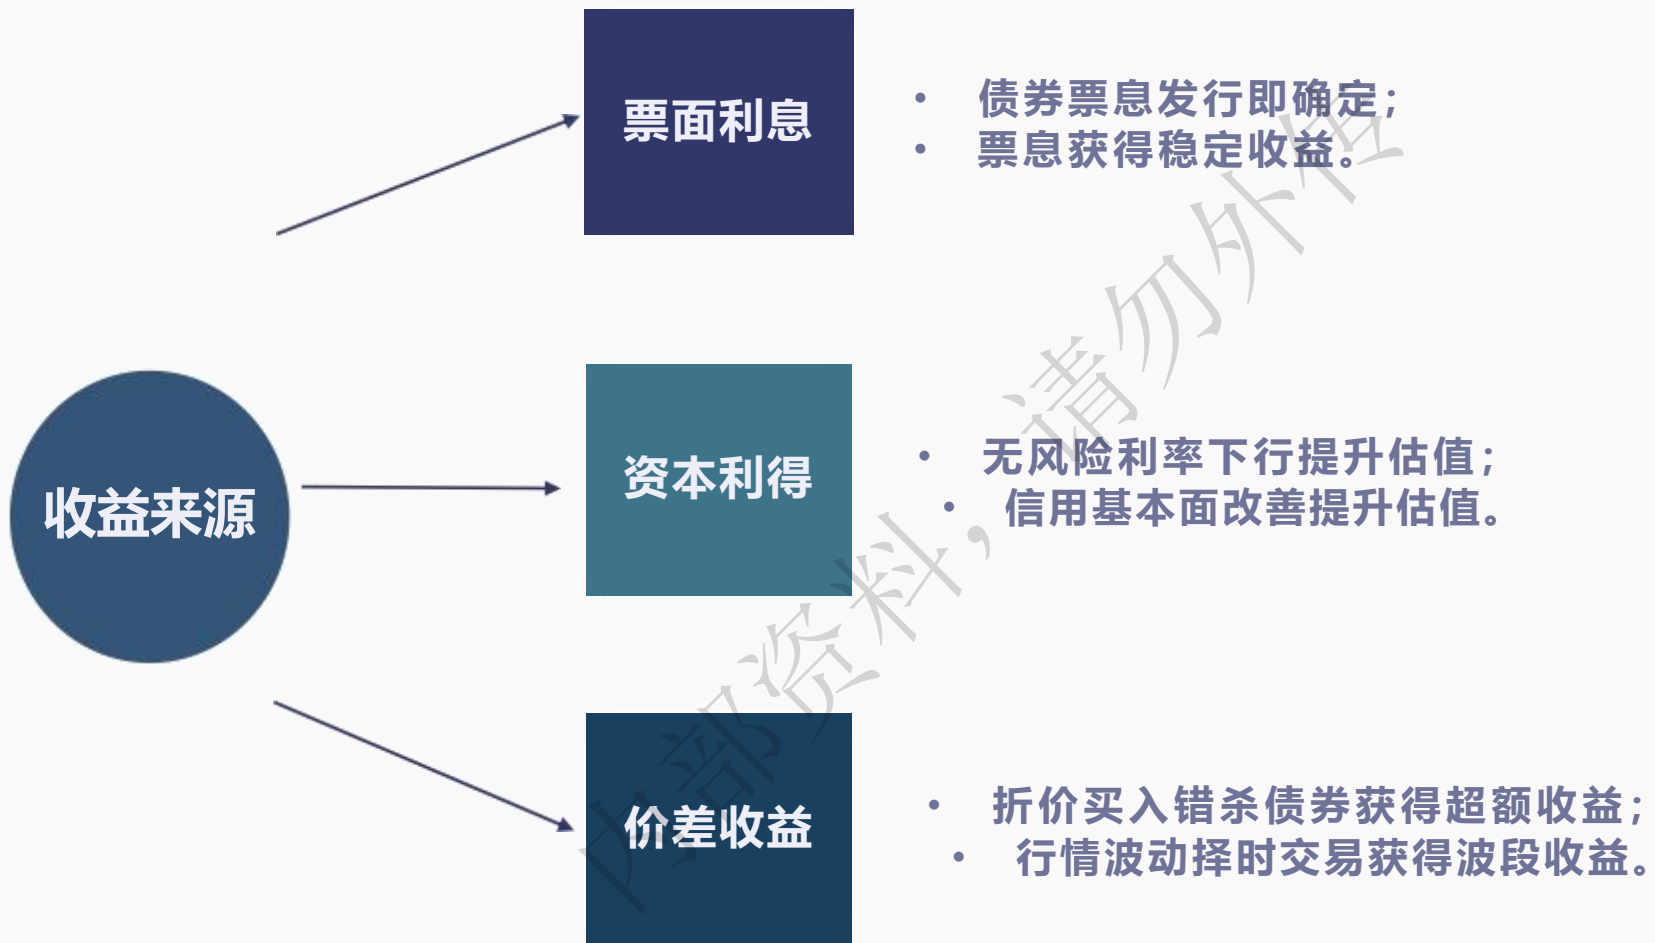 票面利息
• 债券票息发行即确定；
• 票息获得稳定收益。
收益来源
资本利得
• 无风险利率下行提升估值；
• 信用基本面改善提升估值。
价差收益
• 折价买入错杀债券获得超额收益；
• 行情波动择时交易获得波段收益。
内部资料，请勿外传